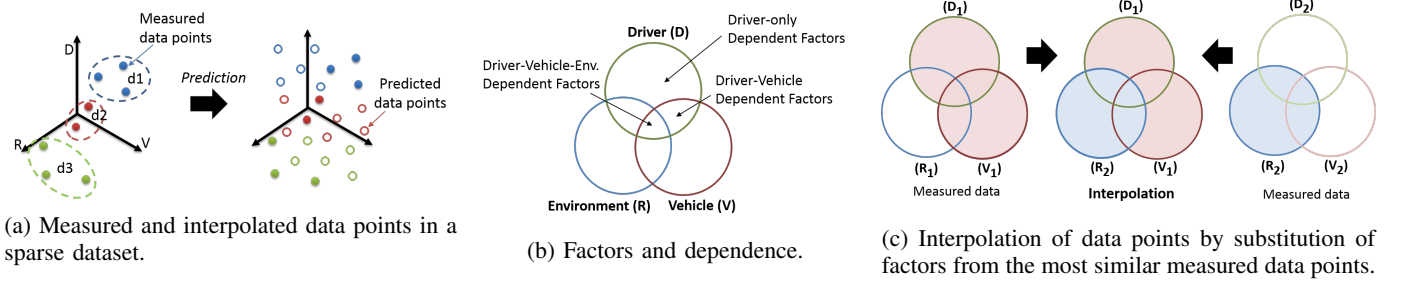 Measured
data points
D
d1
Prediction
d2
Predicted
data points
R
V
d3
(a) Measured and interpolated data points in a
sparse dataset.
Driver-only
Dependent Factors
Driver (D)
Driver-Vehicle-Env.
Dependent Factors
Driver-Vehicle
Dependent Factors
Environment (R)
Vehicle (V)
(b) Factors and dependence.
(D1)
(D1)
(D2)
(R1)
(V1)
(R2)
(V1)
(R2)
(V2)
Measured data
Interpolation
Measured data
(c) Interpolation of data points by substitution of
factors from the most similar measured data points.